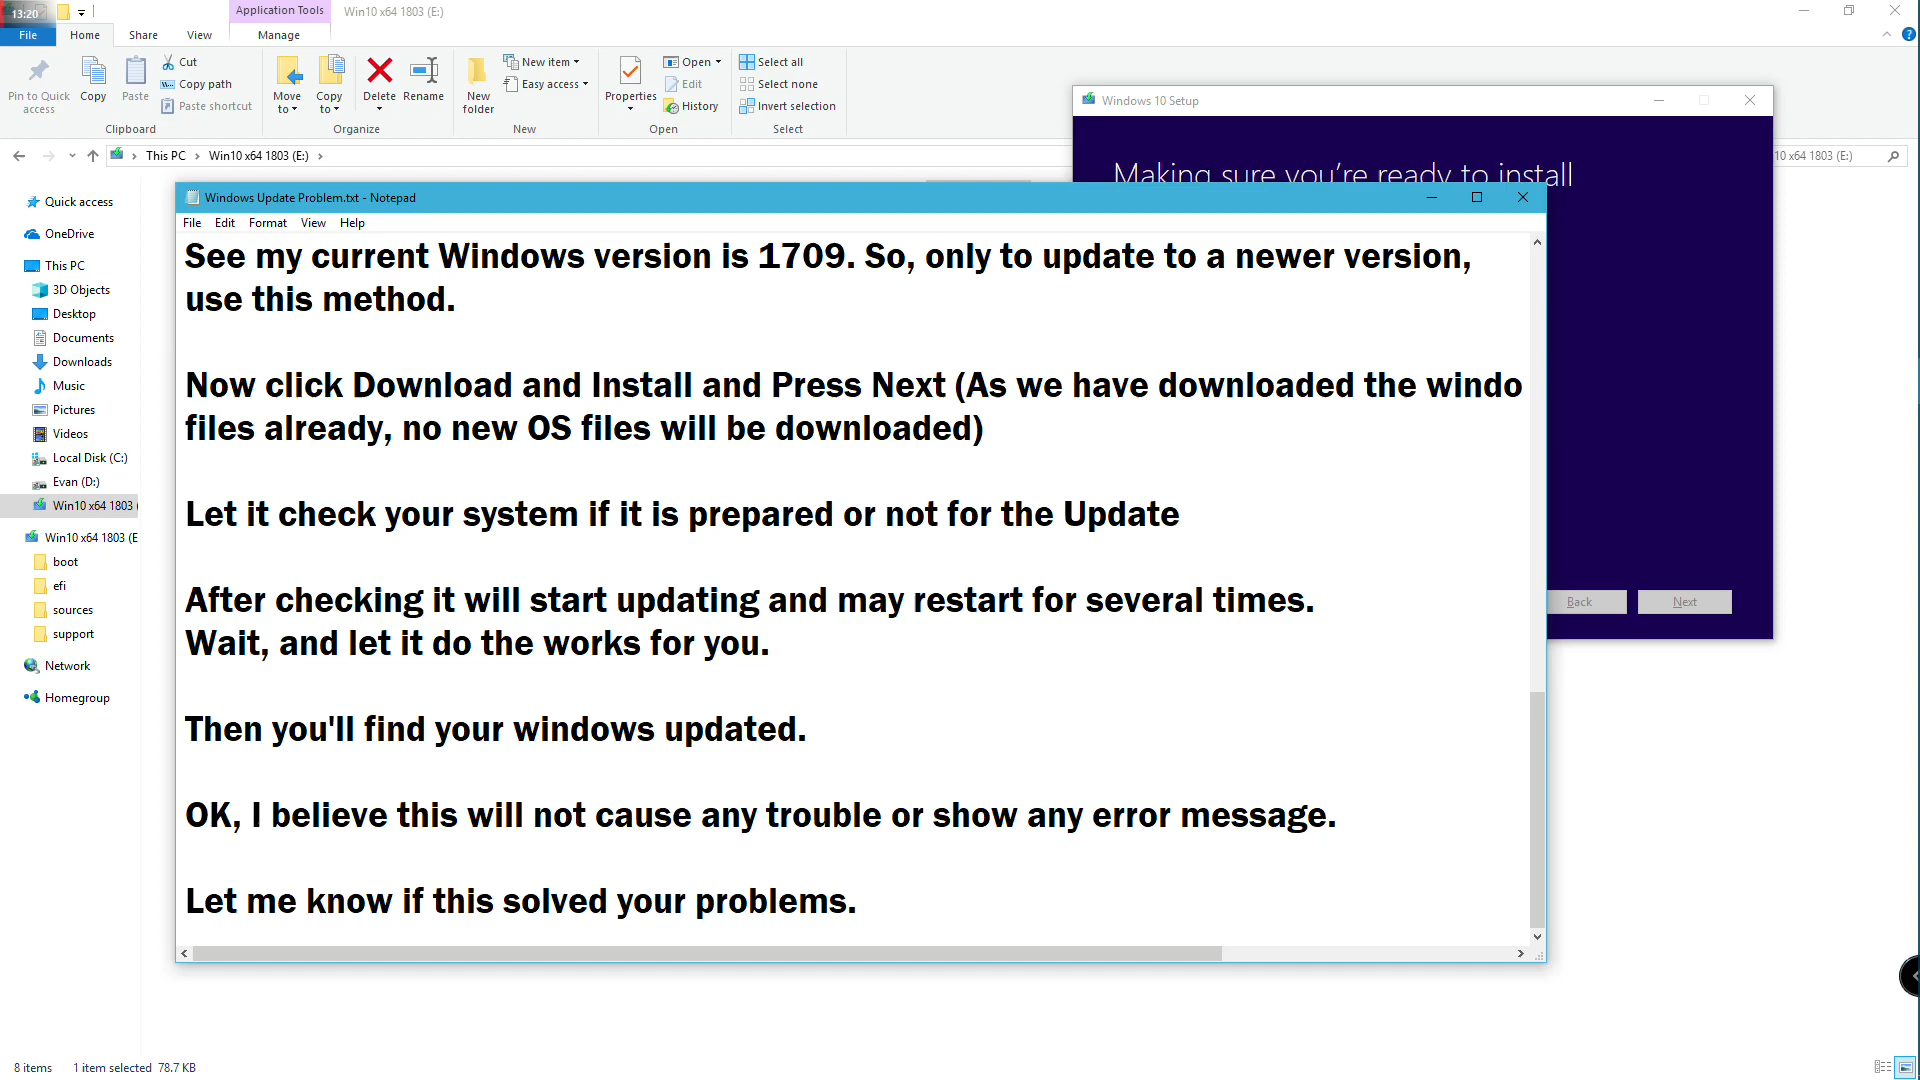 13:20
Application Tools
Win10 x64 1803 (E:)
File
Home
Share
View
Manage
Pin to Quick access
Copy
Paste
Cut
Copy path
Paste shortcut
Clipboard
Move to
Copy to
Delete
Rename
Organize
New folder
New item
Easy access
New
Properties
Open
Edit
History
Open
Select all
Select none
Invert selection
Select
This PC
Win10 x64 1803 (E:)
10 x64 1803 (E:)
Windows 10 Setup
Making sure you're ready to install
Back
Next
Quick access
OneDrive
This PC
3D Objects
Desktop
Documents
Downloads
Music
Pictures
Videos
Local Disk (C:)
Evan (D:)
Win10 x64 1803 (
Win10 x64 1803 (E
boot
efi
sources
support
Network
Homegroup
Windows Update Problem.txt - Notepad
File Edit Format View Help
See my current Windows version is 1709. So, only to update to a newer version,
use this method.
Now click Download and Install and Press Next (As we have downloaded the windo
files already, no new OS files will be downloaded)
Let it check your system if it is prepared or not for the Update
After checking it will start updating and may restart for several times.
Wait, and let it do the works for you.
Then you'll find your windows updated.
OK, I believe this will not cause any trouble or show any error message.
Let me know if this solved your problems.
8 items 1 item selected 78.7 KB